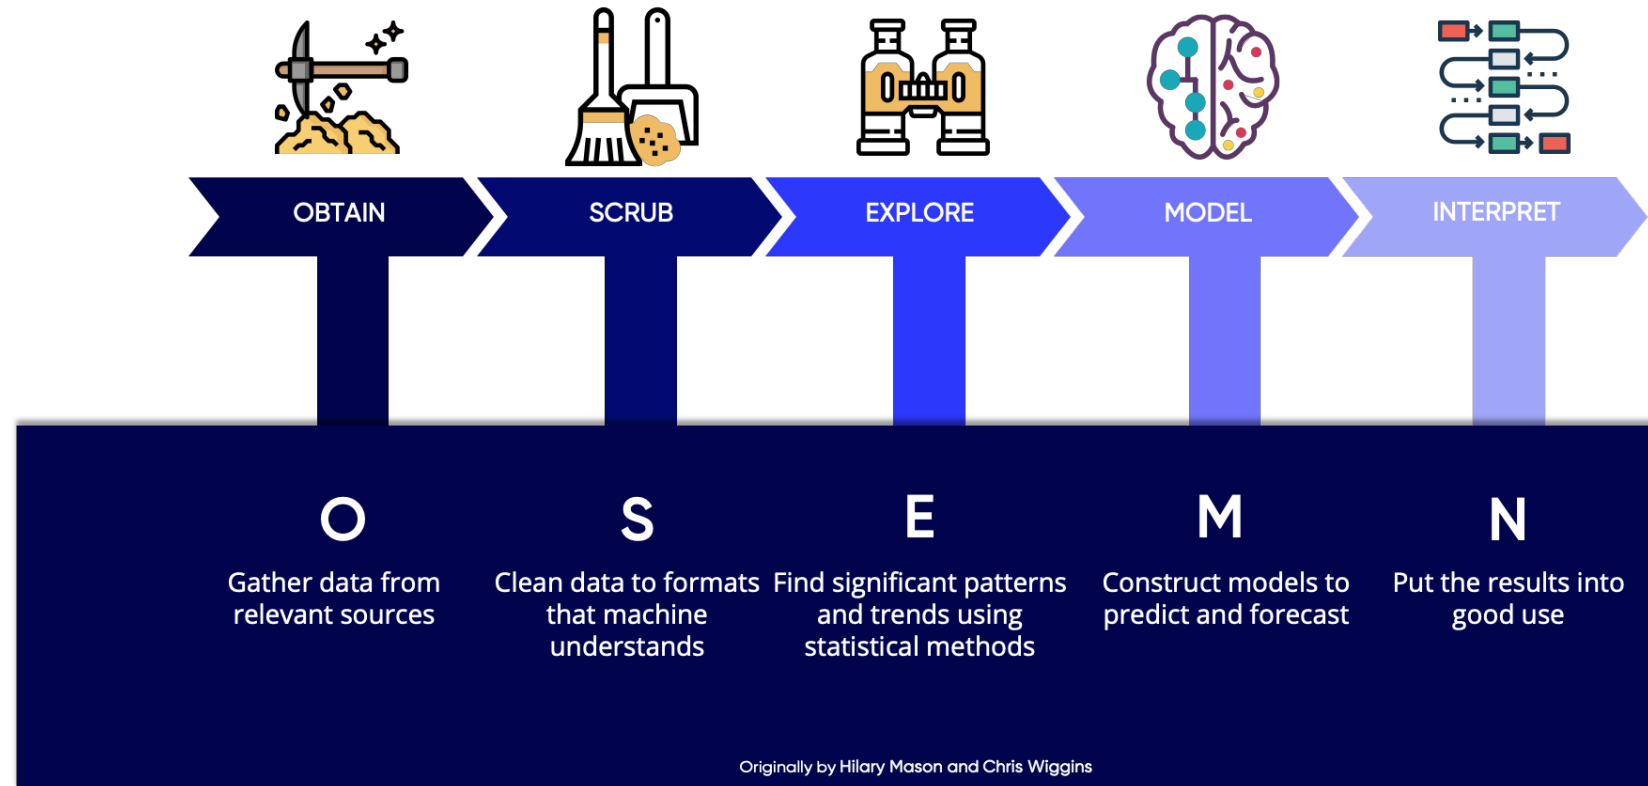 OBTAIN
SCRUB
EXPLORE
MODEL
INTERPRET
O
Gather data from
relevant sources
S
Clean data to formats
that machine
understands
E
Find significant patterns
and trends using
statistical methods
M
Construct models to
predict and forecast
N
Put the results into
good use
Originally by Hilary Mason and Chris Wiggins